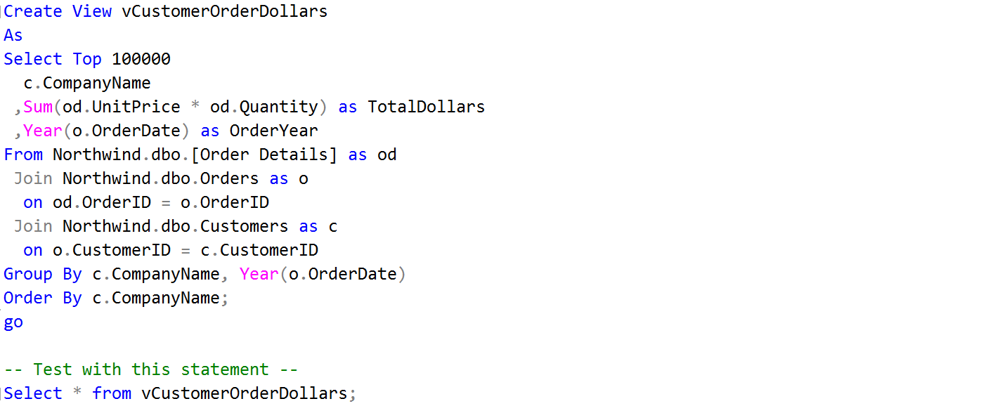 Create View vCustomerOrderDollars
As
Select Top 100000
  c.CompanyName
 ,Sum(od.UnitPrice * od.Quantity) as TotalDollars
 ,Year(o.OrderDate) as OrderYear
From Northwind.dbo.[Order Details] as od
 Join Northwind.dbo.Orders as o
  on od.OrderID = o.OrderID
 Join Northwind.dbo.Customers as c
  on o.CustomerID = c.CustomerID
Group By c.CompanyName, Year(o.OrderDate)
Order By c.CompanyName;
go

-- Test with this statement --
Select * from vCustomerOrderDollars;